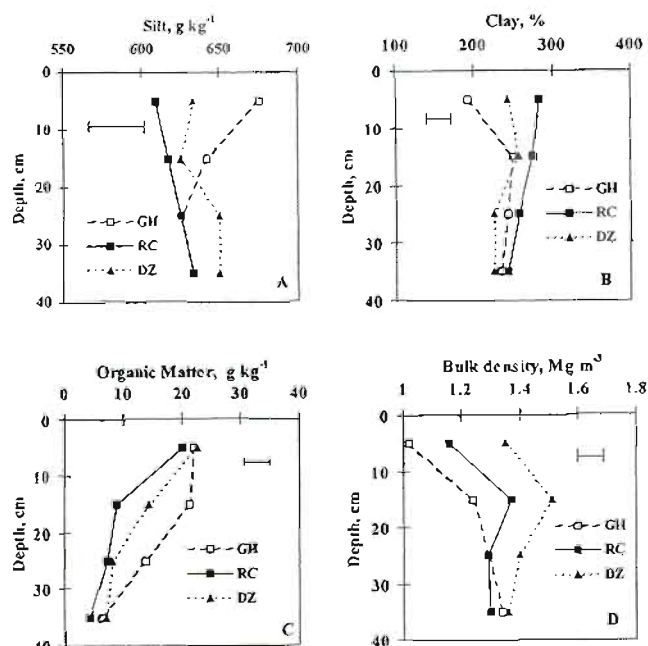 Silt, g kg⁻¹
550 600 650 700
0
10
20
30
40
Depth, cm
GH
RC
DZ
A
Clay, %
100 200 300 400
0
10
20
30
40
Depth, cm
GH
RC
DZ
B
Organic Matter, g kg⁻¹
0 10 20 30 40
0
10
20
30
40
Depth, cm
GH
RC
DZ
C
Bulk density, Mg m⁻³
1 1.2 1.4 1.6 1.8
0
10
20
30
40
Depth, cm
GH
RC
DZ
D